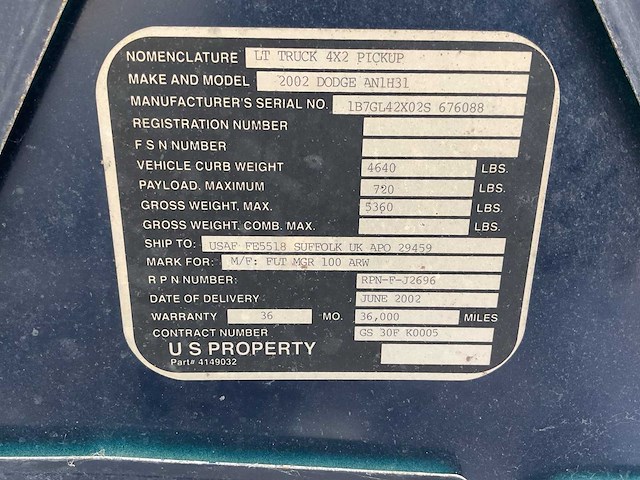 NOMENCLATURE LT TRUCK 4X2 PICKUP
MAKE AND MODEL 2002 DODGE AN1H31
MANUFACTURER'S SERIAL NO. 1B7GL42X02S 676088
REGISTRATION NUMBER
F S N NUMBER
VEHICLE CURB WEIGHT 4640 LBS.
PAYLOAD, MAXIMUM 720 LBS.
GROSS WEIGHT, MAX. 5360 LBS.
GROSS WEIGHT, COMB. MAX. LBS.
SHIP TO: USAF FE5518 SUFFOLK UK APO 29459
MARK FOR: M/F: FUT MGR 100 ARW
R P N NUMBER: RPN-F-J2696
DATE OF DELIVERY JUNE 2002
WARRANTY 36 MO. 36,000 MILES
CONTRACT NUMBER GS 30F K0005
U S PROPERTY
Part# 4149032